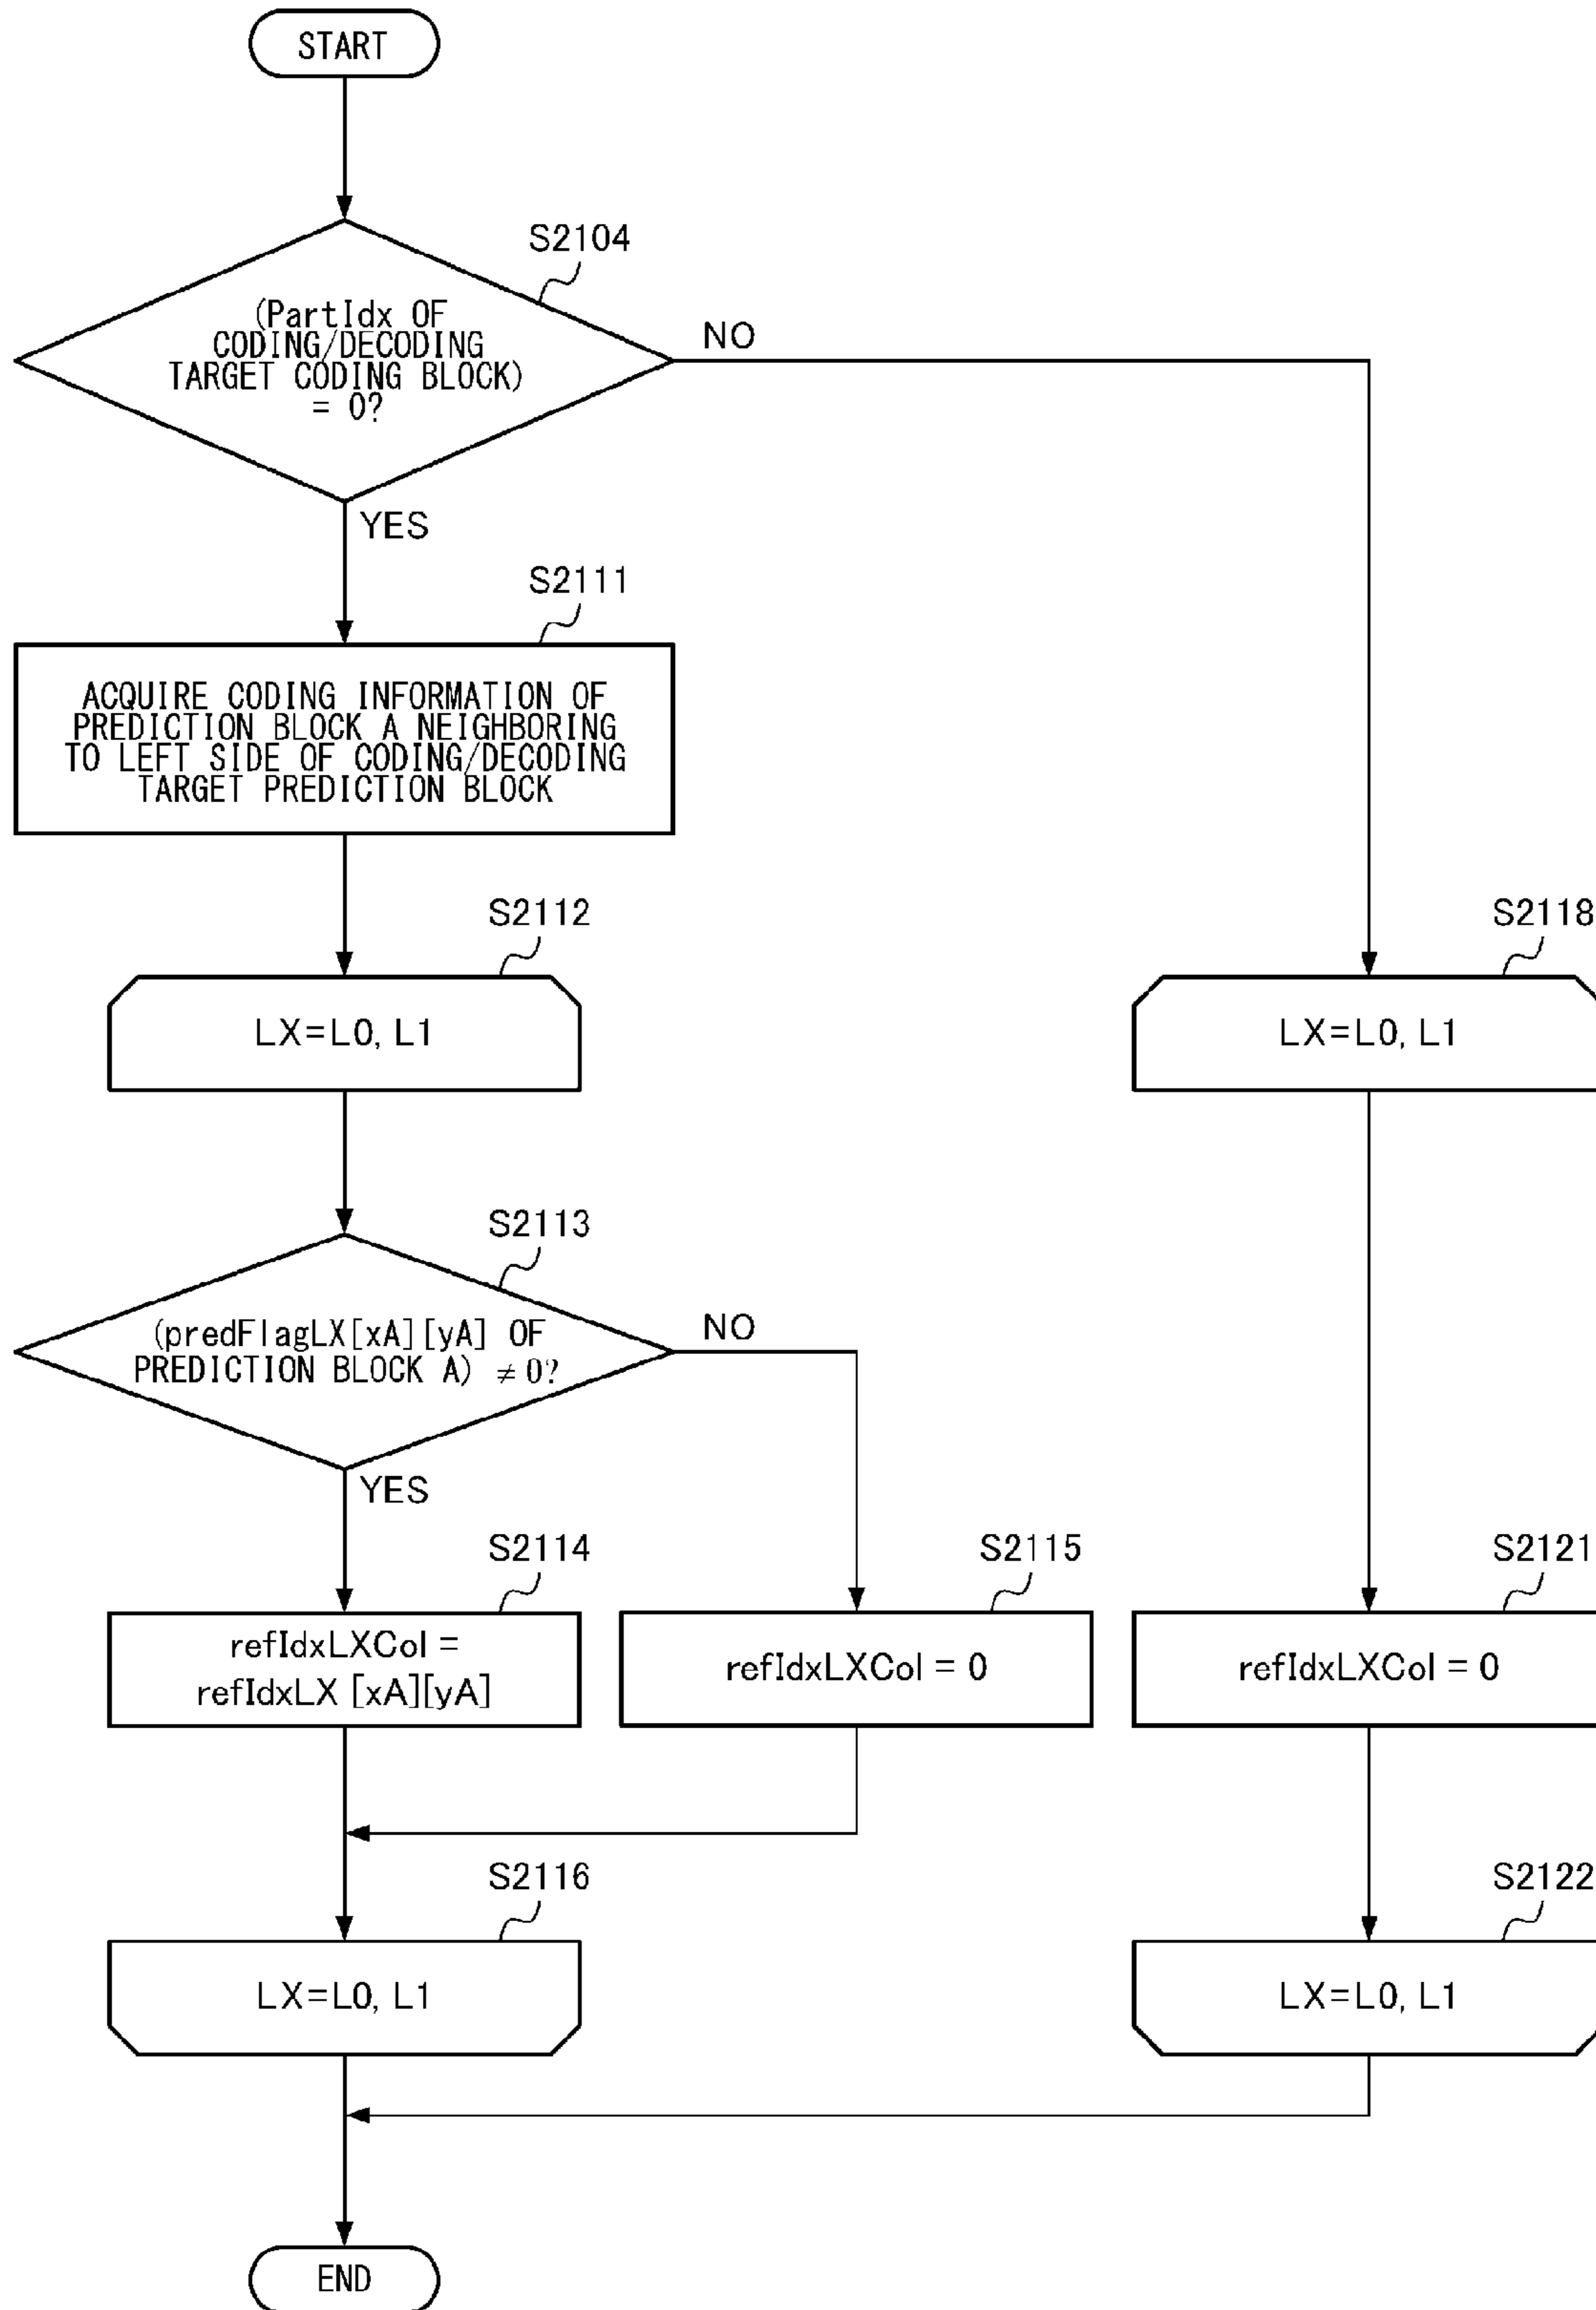 START
S2104
(PartIdx OF
CODING/DECODING
TARGET CODING BLOCK)
= 0?
NO
YES
S2111
ACQUIRE CODING INFORMATION OF
PREDICTION BLOCK A NEIGHBORING
TO LEFT SIDE OF CODING/DECODING
TARGET PREDICTION BLOCK
S2112
LX=L0, L1
S2118
LX=L0, L1
S2113
(predFlagLX[xA][yA] OF
PREDICTION BLOCK A) ≠ 0?
NO
YES
S2114
refIdxLXCol =
refIdxLX [xA][yA]
S2115
refIdxLXCol = 0
S2121
refIdxLXCol = 0
S2116
LX=L0, L1
S2122
LX=L0, L1
END